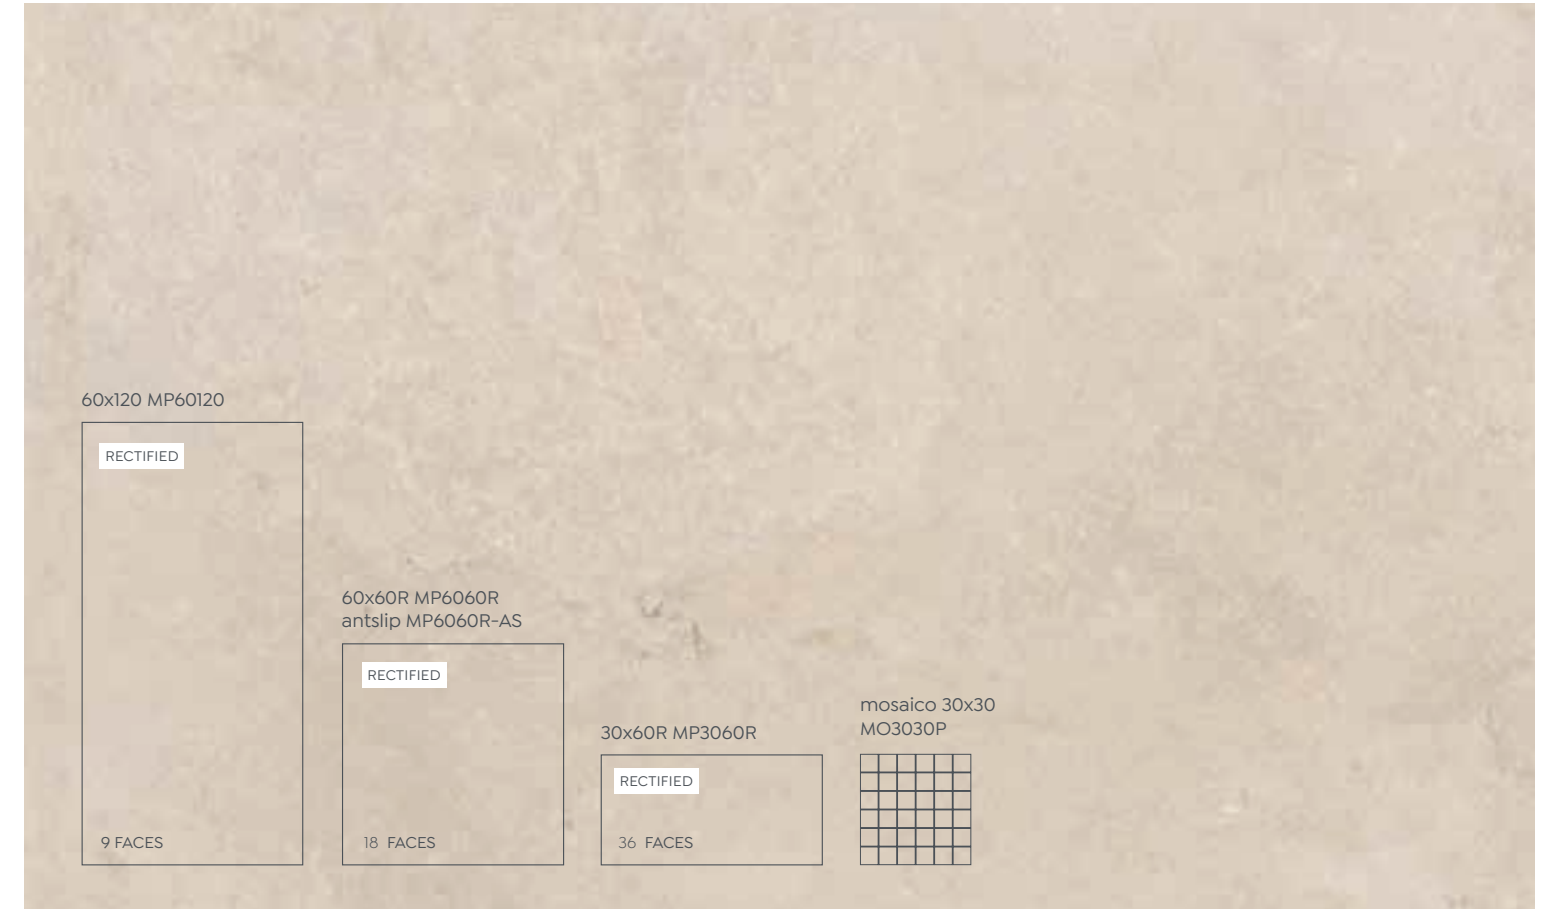 60x120 MP60120
RECTIFIED
9 FACES
60x60R MP6060R
antslip MP6060R-AS
RECTIFIED
18 FACES
30x60R MP3060R
RECTIFIED
36 FACES
mosaico 30x30
MO3030P